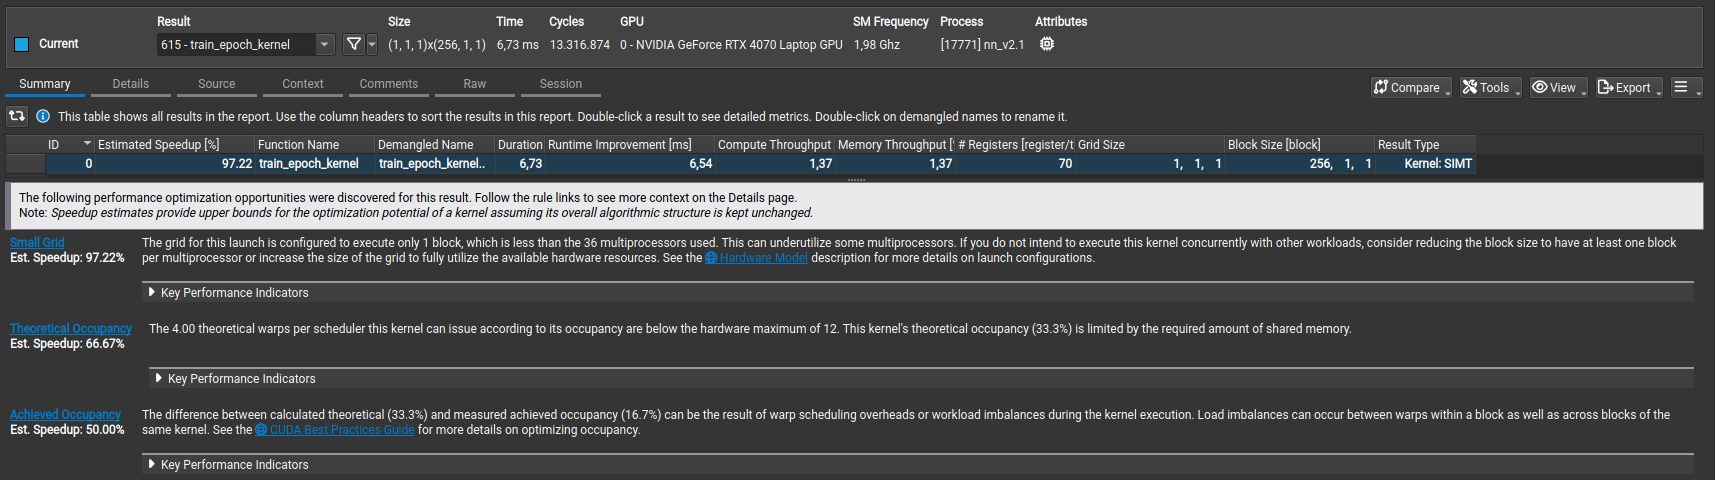 Result Size Time Cycles GPU SM Frequency Process Attributes
Current 615 - train_epoch_kernel (1, 1, 1)x(256, 1, 1) 6,73 ms 13.316.874 0 - NVIDIA GeForce RTX 4070 Laptop GPU 1,98 Ghz [17771] nn_v2.1
Summary Details Source Context Comments Raw Session Compare Tools View Export
This table shows all results in the report. Use the column headers to sort the results in this report. Double-click a result to see detailed metrics. Double-click on demangled names to rename it.
ID Estimated Speedup [%] Function Name Demangled Name Duration Runtime Improvement [ms] Compute Throughput Memory Throughput [ # Registers [register/t Grid Size Block Size [block] Result Type
0 97.22 train_epoch_kernel train_epoch_kernel.. 6,73 6,54 1,37 1,37 70 1, 1, 1 256, 1, 1 Kernel: SIMT
The following performance optimization opportunities were discovered for this result. Follow the rule links to see more context on the Details page.
Note: Speedup estimates provide upper bounds for the optimization potential of a kernel assuming its overall algorithmic structure is kept unchanged.
Small Grid The grid for this launch is configured to execute only 1 block, which is less than the 36 multiprocessors used. This can underutilize some multiprocessors. If you do not intend to execute this kernel concurrently with other workloads, consider reducing the block size to have at least one block
Est. Speedup: 97.22% per multiprocessor or increase the size of the grid to fully utilize the available hardware resources. See the Hardware Model description for more details on launch configurations.
Key Performance Indicators
Theoretical Occupancy The 4.00 theoretical warps per scheduler this kernel can issue according to its occupancy are below the hardware maximum of 12. This kernel's theoretical occupancy (33.3%) is limited by the required amount of shared memory.
Est. Speedup: 66.67%
Key Performance Indicators
Achieved Occupancy The difference between calculated theoretical (33.3%) and measured achieved occupancy (16.7%) can be the result of warp scheduling overheads or workload imbalances during the kernel execution. Load imbalances can occur between warps within a block as well as across blocks of the
Est. Speedup: 50.00% same kernel. See the CUDA Best Practices Guide for more details on optimizing occupancy.
Key Performance Indicators